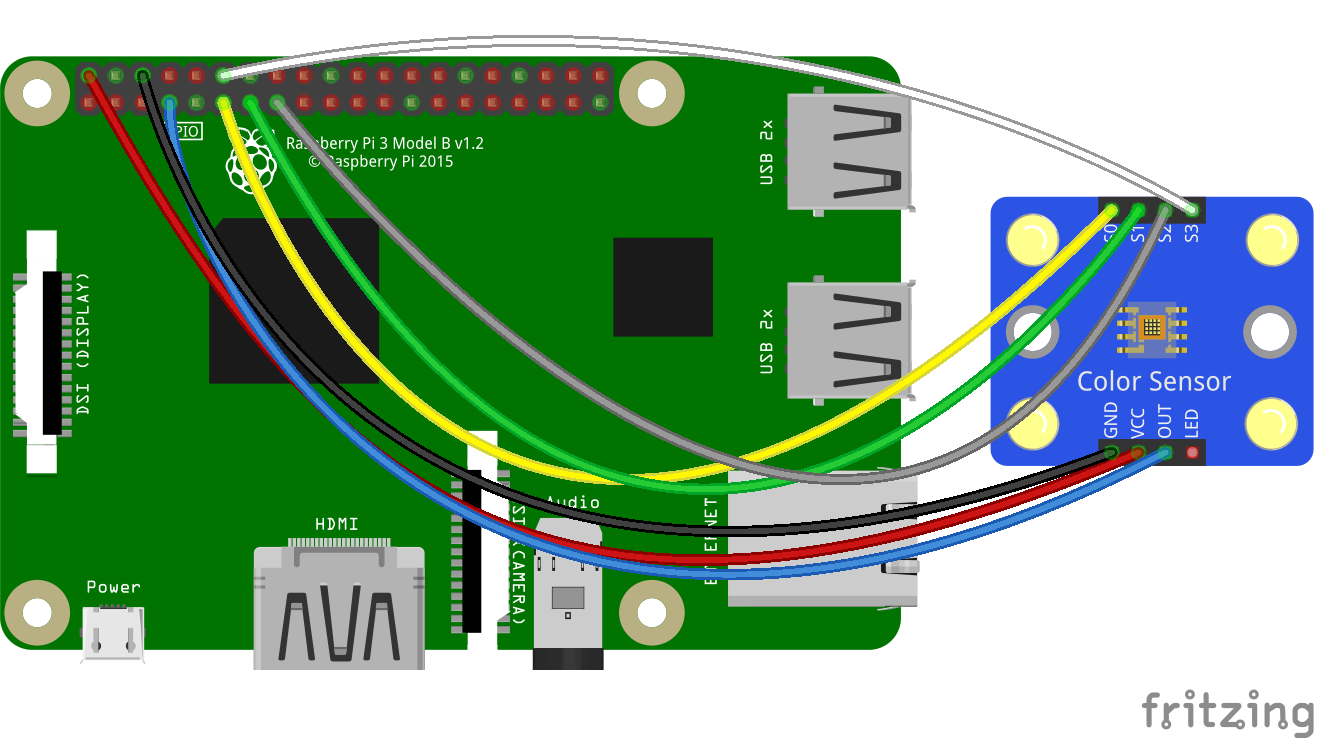 GPIO
Raspberry Pi 3 Model B v1.2
© Raspberry Pi 2015
USB 2x
USB 2x
DSI (DISPLAY)
S0
S1
S2
S3
Color Sensor
GND
VCC
OUT
LED
HDMI
Audio
ETHERNET
CSI (CAMERA)
Power
fritzing